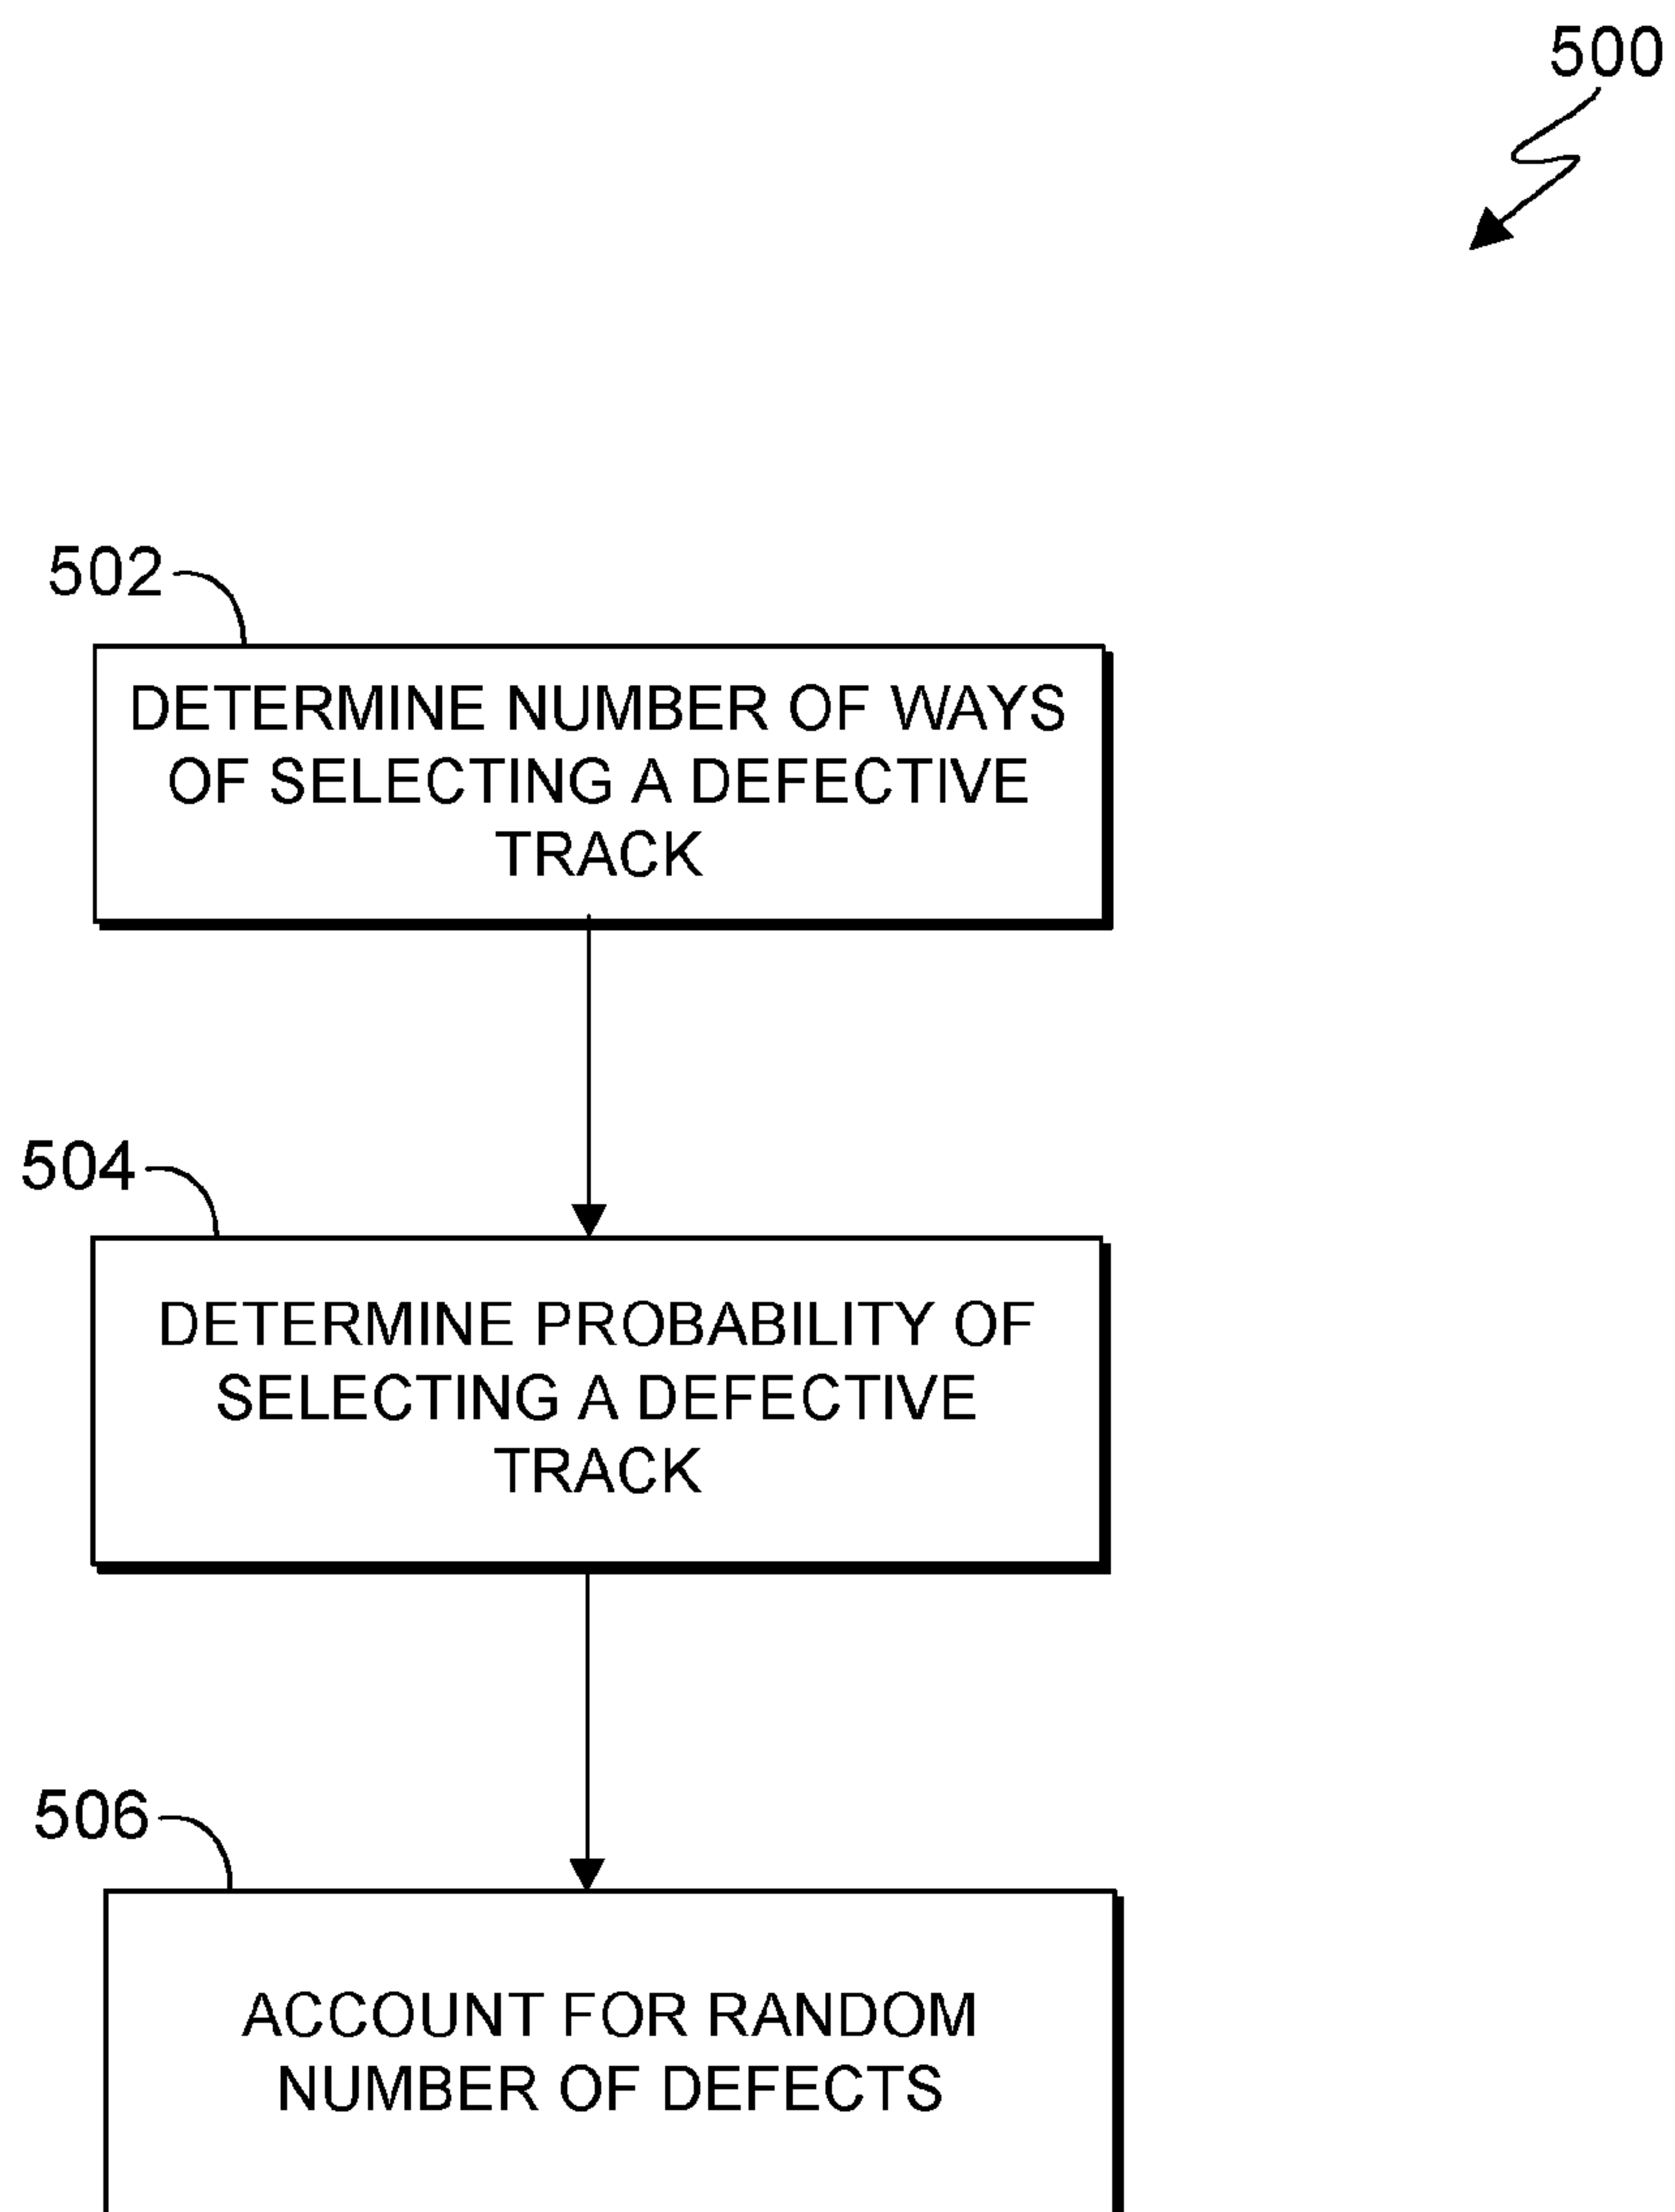 500
502
DETERMINE NUMBER OF WAYS
OF SELECTING A DEFECTIVE
TRACK
504
DETERMINE PROBABILITY OF
SELECTING A DEFECTIVE
TRACK
506
ACCOUNT FOR RANDOM
NUMBER OF DEFECTS